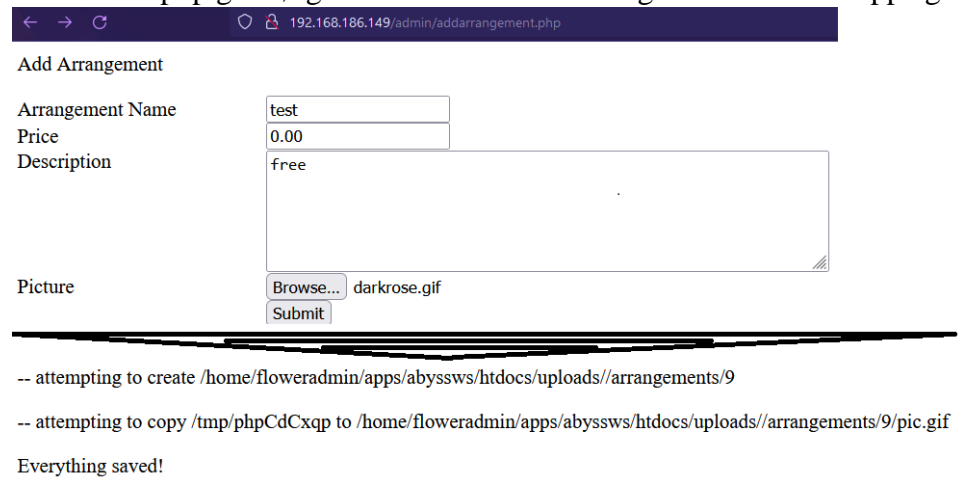 192.168.186.149/admin/addarrangement.php
Add Arrangement
Arrangement Name test
Price 0.00
Description free
Picture Browse... darkrose.gif
Submit
-- attempting to create /home/floweradmin/apps/abyssws/htdocs/uploads//arrangements/9
-- attempting to copy /tmp/phpCdCxqp to /home/floweradmin/apps/abyssws/htdocs/uploads//arrangements/9/pic.gif
Everything saved!